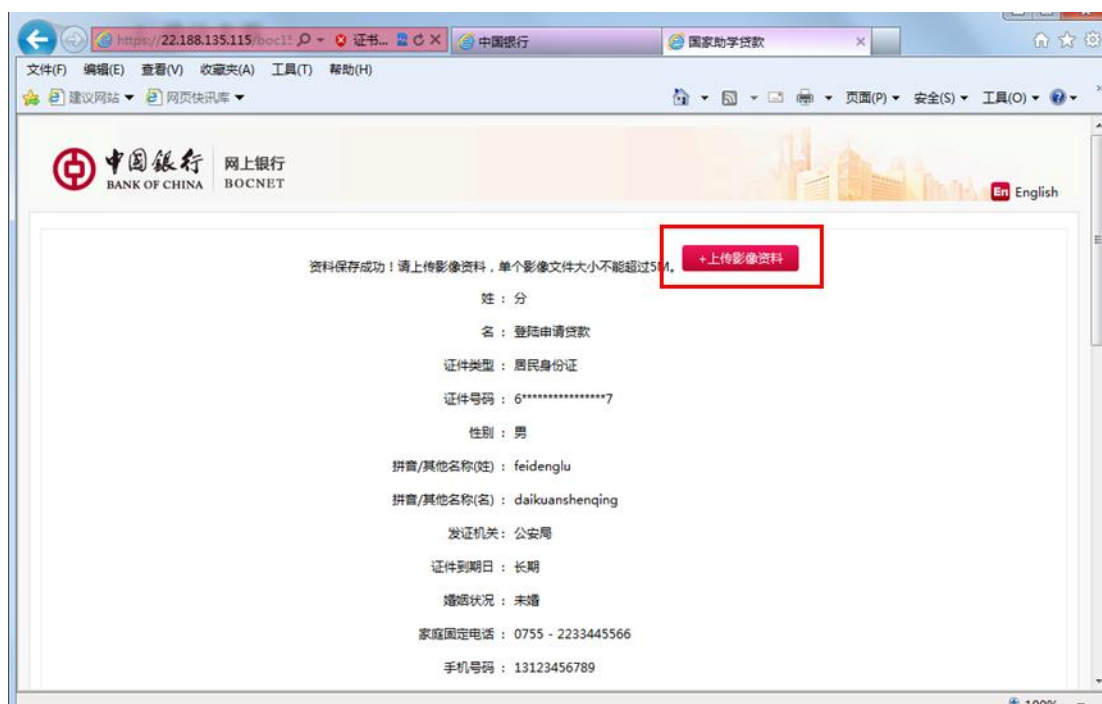 https://22.188.135.115/boc1 证书... 中国银行 国家助学贷款
文件(F) 编辑(E) 查看(V) 收藏夹(A) 工具(T) 帮助(H)
建议网站 网页快讯库 页面(P) 安全(S) 工具(O)
中国银行 网上银行
BANK OF CHINA BOCNET
En English
资料保存成功！请上传影像资料，单个影像文件大小不能超过5M。 +上传影像资料
姓 : 分
名 : 登陆申请贷款
证件类型 : 居民身份证
证件号码 : 6****************7
性别 : 男
拼音/其他名称(姓) : feidenglu
拼音/其他名称(名) : daikuanshenqing
发证机关 : 公安局
证件到期日 : 长期
婚姻状况 : 未婚
家庭固定电话 : 0755 - 2233445566
手机号码 : 13123456789
100%